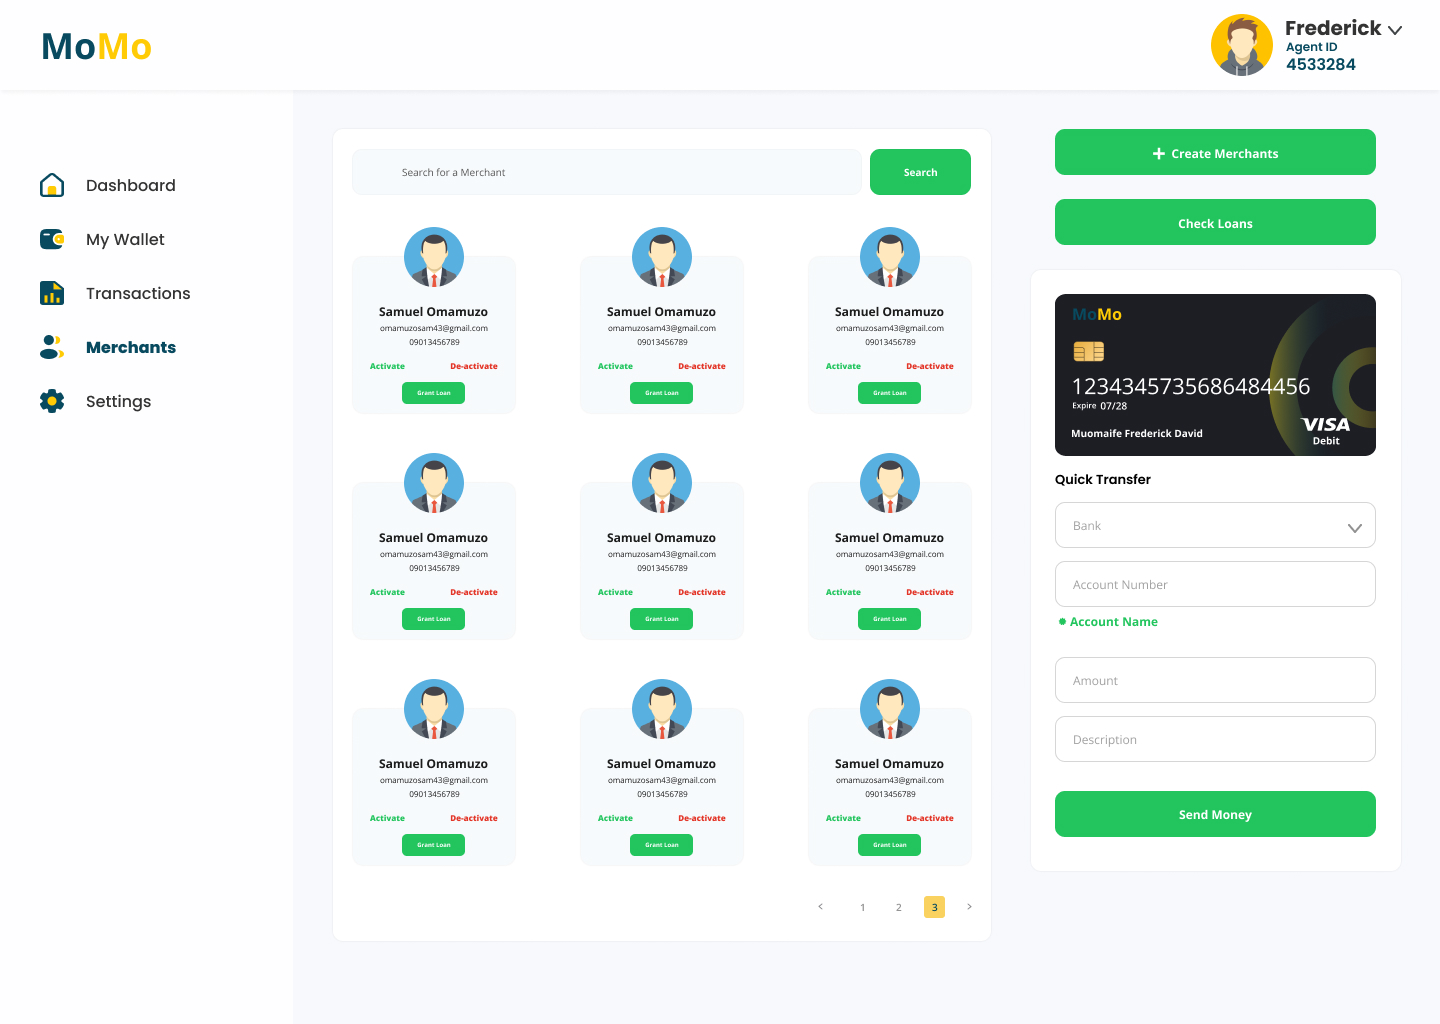 MoMo
Frederick
Agent ID
4533284
Dashboard
My Wallet
Transactions
Merchants
Settings
Search for a Merchant
Search
Samuel Omamuzo
omamuzosam43@gmail.com
09013456789
Activate De-activate
Grant Loan
Samuel Omamuzo
omamuzosam43@gmail.com
09013456789
Activate De-activate
Grant Loan
Samuel Omamuzo
omamuzosam43@gmail.com
09013456789
Activate De-activate
Grant Loan
Samuel Omamuzo
omamuzosam43@gmail.com
09013456789
Activate De-activate
Grant Loan
Samuel Omamuzo
omamuzosam43@gmail.com
09013456789
Activate De-activate
Grant Loan
Samuel Omamuzo
omamuzosam43@gmail.com
09013456789
Activate De-activate
Grant Loan
Samuel Omamuzo
omamuzosam43@gmail.com
09013456789
Activate De-activate
Grant Loan
Samuel Omamuzo
omamuzosam43@gmail.com
09013456789
Activate De-activate
Grant Loan
Samuel Omamuzo
omamuzosam43@gmail.com
09013456789
Activate De-activate
Grant Loan
< 1 2 3 >
+ Create Merchants
Check Loans
MoMo
1234345735686484456
Expire 07/28
Muomaife Frederick David
VISA
Debit
Quick Transfer
Bank
Account Number
Account Name
Amount
Description
Send Money